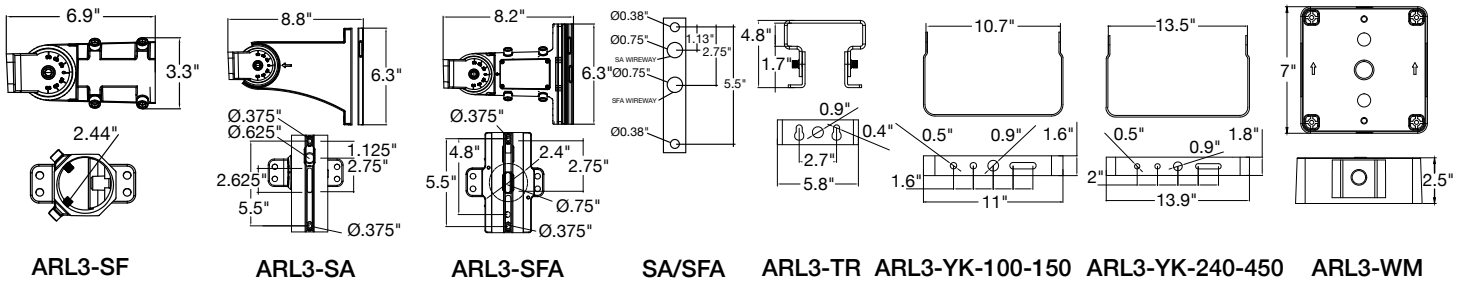 6.9"
3.3"
2.44"
ARL3-SF
8.8"
6.3"
Ø.375"
Ø.625"
1.125"
2.75"
2.625"
5.5"
Ø.375"
ARL3-SA
8.2"
6.3"
Ø.375"
4.8"
2.4"
2.75"
5.5"
Ø.75"
Ø.375"
ARL3-SFA
Ø0.38"
1.13"
Ø0.75"
2.75"
SA WIREWAY
Ø0.75"
5.5"
SFA WIREWAY
Ø0.38"
SA/SFA
4.8"
1.7"
0.9"
0.4"
2.7"
5.8"
ARL3-TR
10.7"
0.5"
0.9"
1.6"
1.6"
11"
ARL3-YK-100-150
13.5"
0.5"
0.9"
1.8"
2"
13.9"
ARL3-YK-240-450
7"
2.5"
ARL3-WM